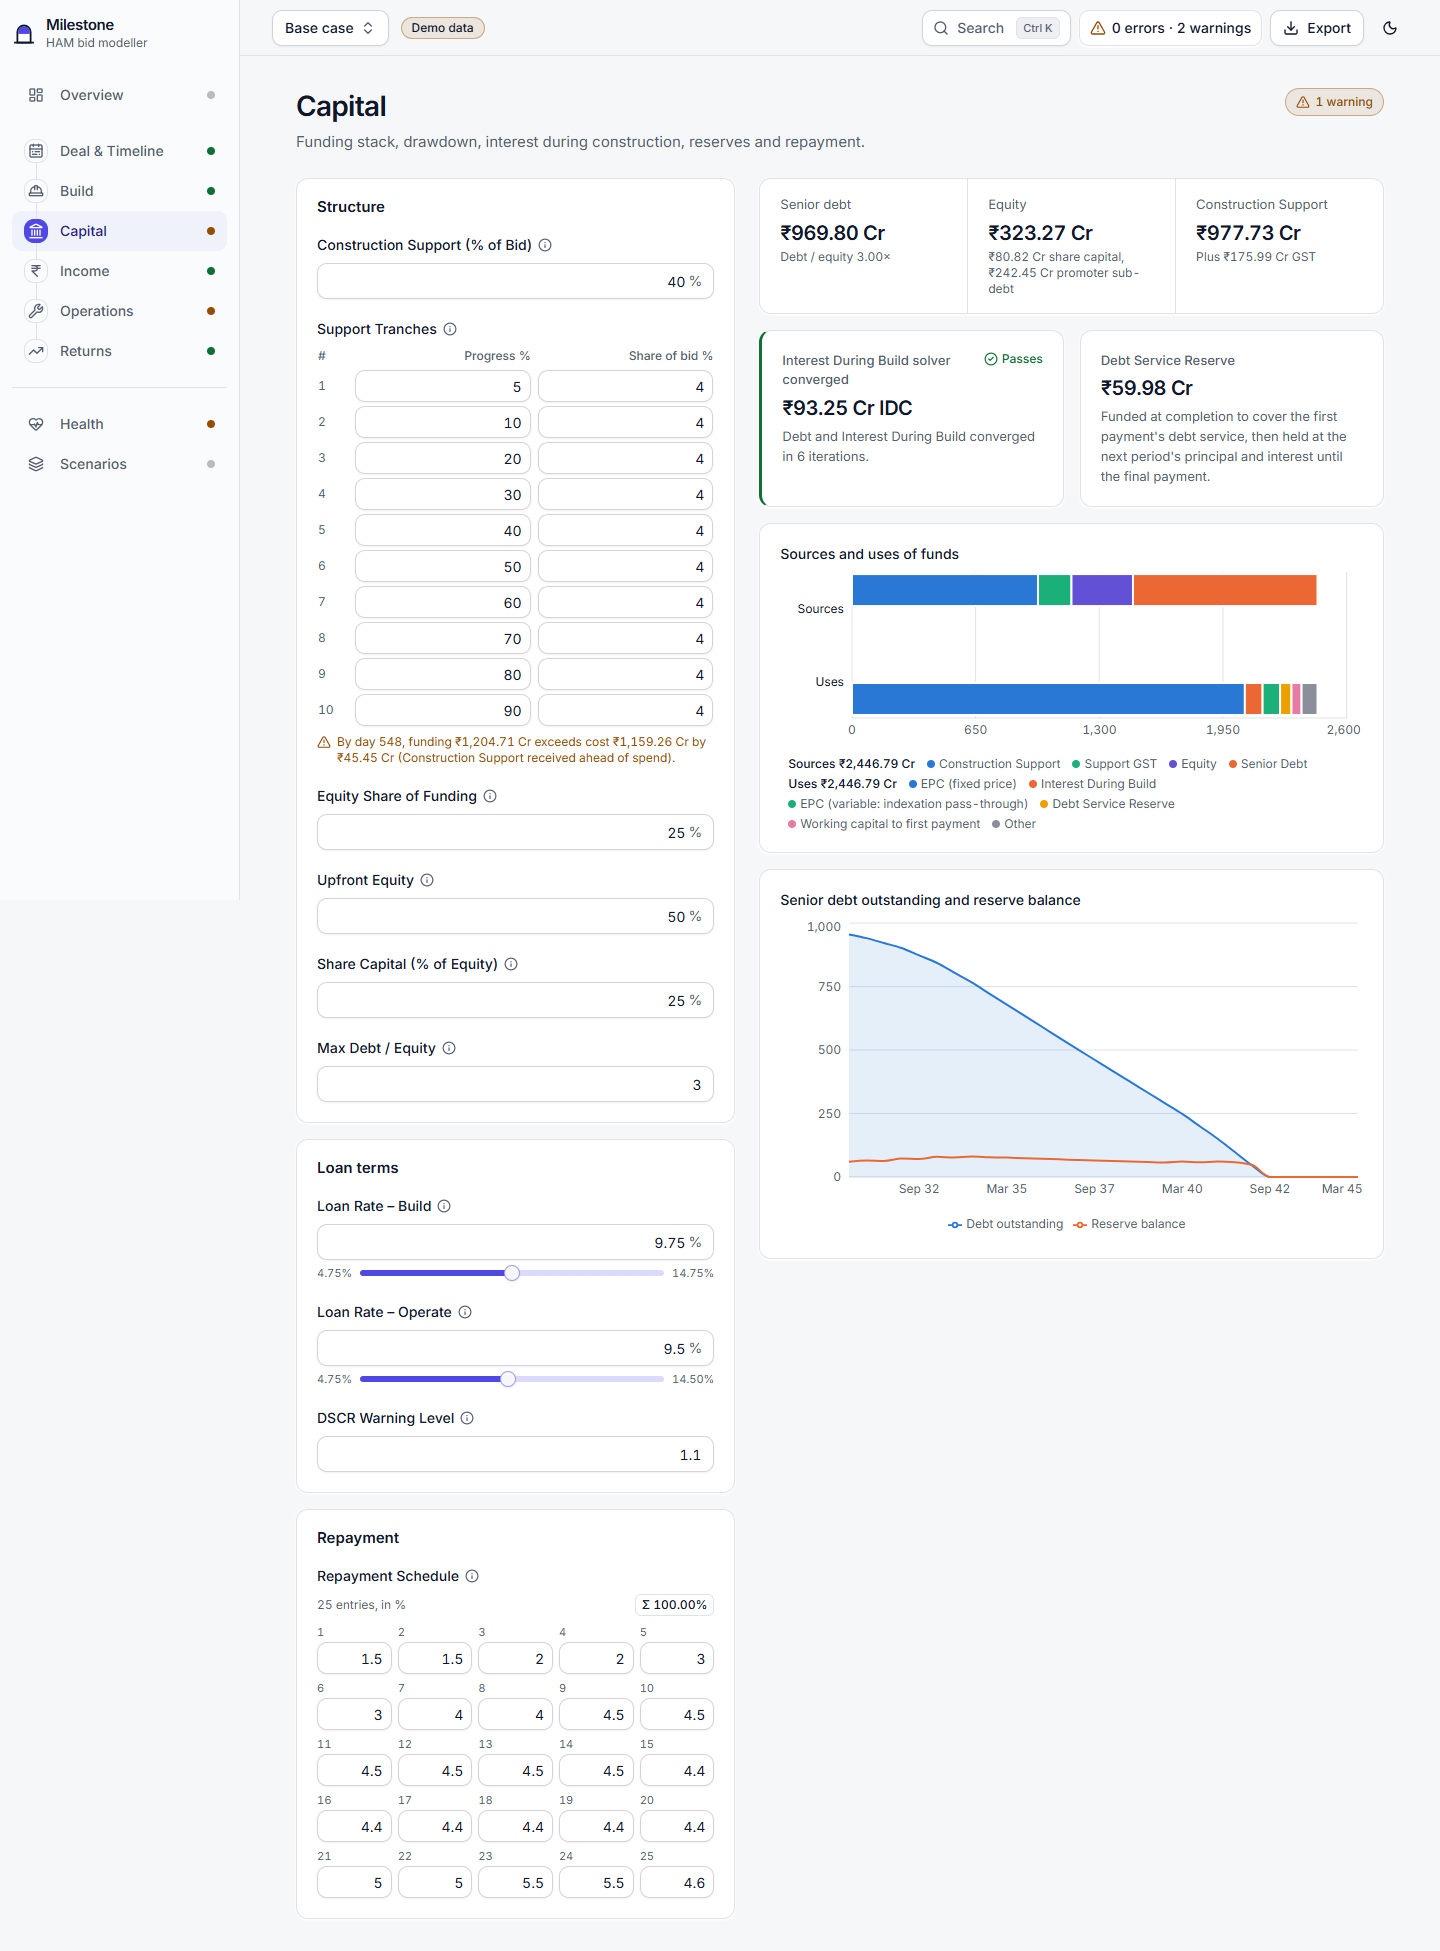 Milestone
HAM bid modeller
Overview
Deal & Timeline
Build
Capital
Income
Operations
Returns
Health
Scenarios
Base case
Demo data
Search Ctrl K
0 errors · 2 warnings
Export
Capital
1 warning
Funding stack, drawdown, interest during construction, reserves and repayment.
Structure
Construction Support (% of Bid)
40 %
Support Tranches
# Progress % Share of bid %
1 5 4
2 10 4
3 20 4
4 30 4
5 40 4
6 50 4
7 60 4
8 70 4
9 80 4
10 90 4
By day 548, funding ₹1,204.71 Cr exceeds cost ₹1,159.26 Cr by
₹45.45 Cr (Construction Support received ahead of spend).
Equity Share of Funding
25 %
Upfront Equity
50 %
Share Capital (% of Equity)
25 %
Max Debt / Equity
3
Loan terms
Loan Rate – Build
9.75 %
4.75% 14.75%
Loan Rate – Operate
9.5 %
4.75% 14.50%
DSCR Warning Level
1.1
Repayment
Repayment Schedule
25 entries, in % Σ 100.00%
1 2 3 4 5
1.5 1.5 2 2 3
6 7 8 9 10
3 4 4 4.5 4.5
11 12 13 14 15
4.5 4.5 4.5 4.5 4.4
16 17 18 19 20
4.4 4.4 4.4 4.4 4.4
21 22 23 24 25
5 5 5.5 5.5 4.6
Senior debt
₹969.80 Cr
Debt / equity 3.00×
Equity
₹323.27 Cr
₹80.82 Cr share capital,
₹242.45 Cr promoter sub-
debt
Construction Support
₹977.73 Cr
Plus ₹175.99 Cr GST
Interest During Build solver
converged
Passes
₹93.25 Cr IDC
Debt and Interest During Build converged
in 6 iterations.
Debt Service Reserve
₹59.98 Cr
Funded at completion to cover the first
payment's debt service, then held at the
next period's principal and interest until
the final payment.
Sources and uses of funds
Sources
Uses
0 650 1,300 1,950 2,600
Sources ₹2,446.79 Cr Construction Support Support GST Equity Senior Debt
Uses ₹2,446.79 Cr EPC (fixed price) Interest During Build
EPC (variable: indexation pass-through) Debt Service Reserve
Working capital to first payment Other
Senior debt outstanding and reserve balance
1,000
750
500
250
0
Sep 32 Mar 35 Sep 37 Mar 40 Sep 42 Mar 45
Debt outstanding Reserve balance